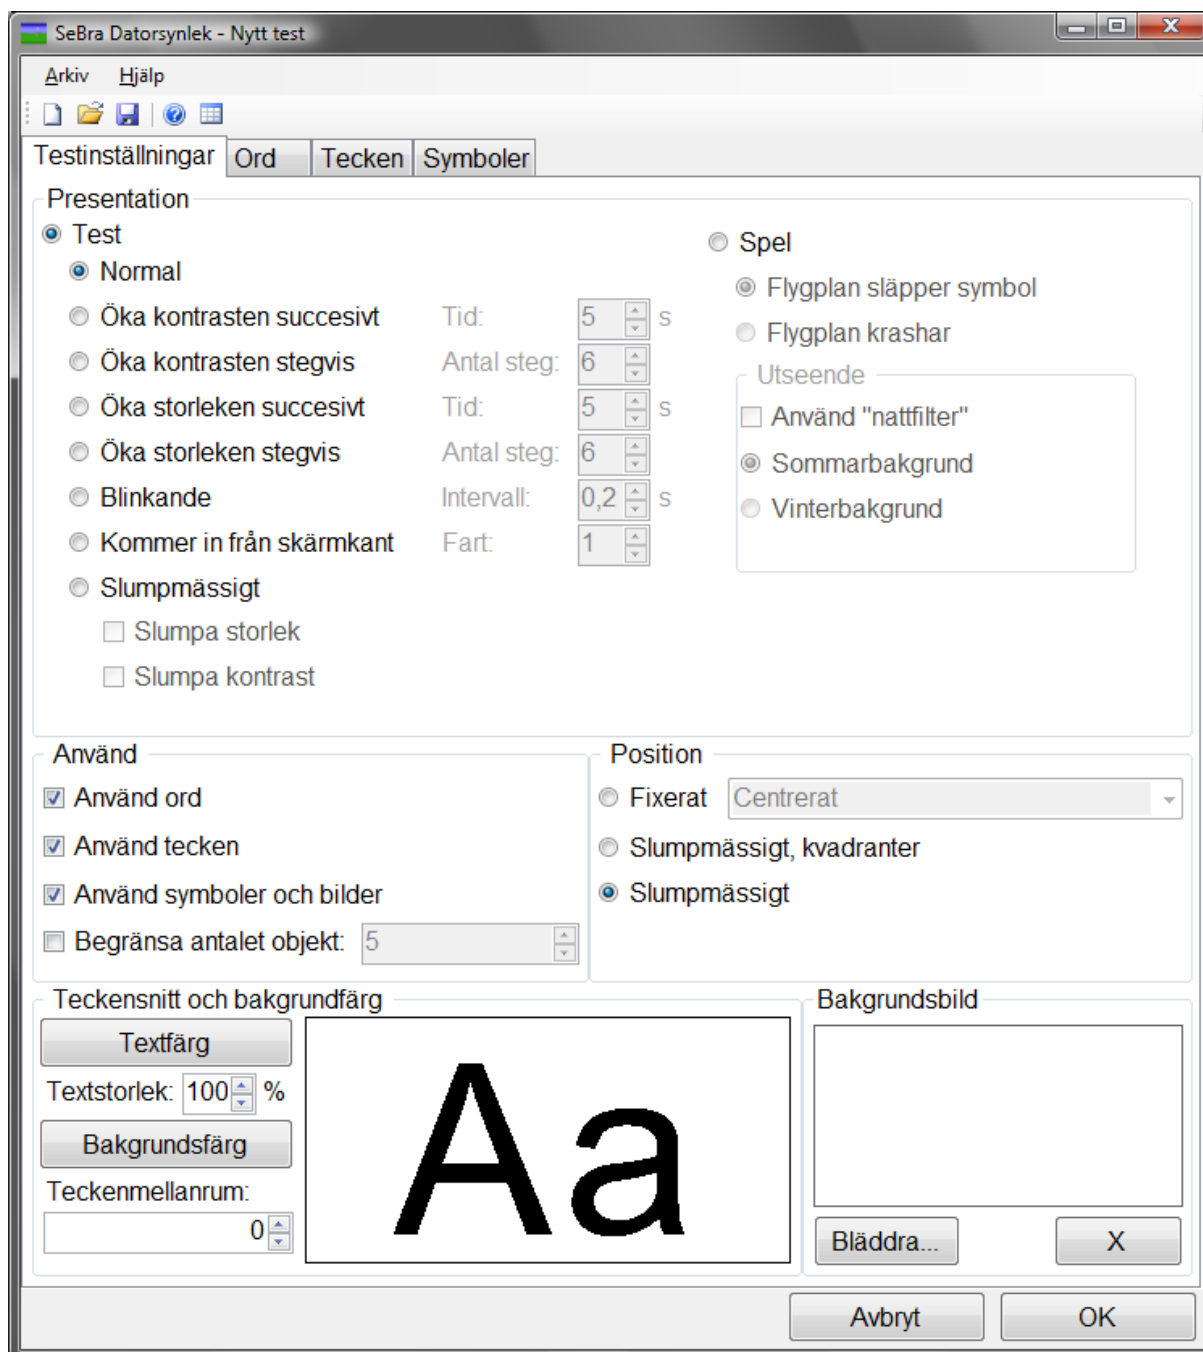 SeBra Datorsynlek - Nytt test
Arkiv Hjälp
Testinställningar Ord Tecken Symboler
Presentation
Test
Normal
Öka kontrasten succesivt Tid: 5 s
Öka kontrasten stegvis Antal steg: 6
Öka storleken succesivt Tid: 5 s
Öka storleken stegvis Antal steg: 6
Blinkande Intervall: 0,2 s
Kommer in från skärmkant Fart: 1
Slumpmässigt
Slumpa storlek
Slumpa kontrast
Spel
Flygplan släpper symbol
Flygplan krashar
Utseende
Använd "nattfilter"
Sommarbakgrund
Vinterbakgrund
Använd
Använd ord
Använd tecken
Använd symboler och bilder
Begränsa antalet objekt: 5
Position
Fixerat Centrerat
Slumpmässigt, kvadranter
Slumpmässigt
Teckensnitt och bakgrundfärg
Textfärg
Textstorlek: 100 %
Bakgrundsfärg
Teckenmellanrum:
0
Aa
Bakgrundsbild
Bläddra... X
Avbryt OK